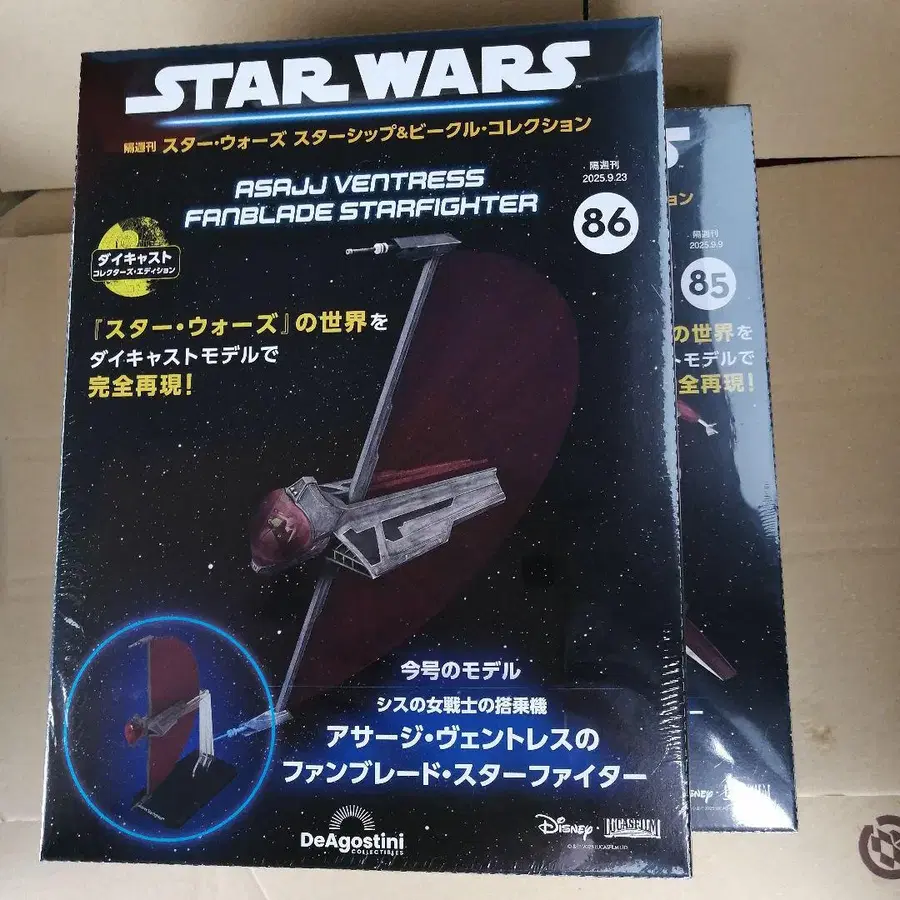 STAR WARS
隔週刊 スター・ウォーズ スターシップ&ビークル・コレクション
ASAJJ VENTRESS
FANBLADE STARFIGHTER
隔週刊
2025.9.23
86
ダイキャスト
コレクターズ・エディション
『スター・ウォーズ』の世界を
ダイキャストモデルで
完全再現!
今号のモデル
シスの女戦士の搭乗機
アサージ・ヴェントレスの
ファンブレード・スターファイター
DeAgostini
COLLECTIBLES
Disney
LUCASFILM
S
ョン
隔週刊
2025.9.9
85
の世界を
トモデルで
全再現!
ー